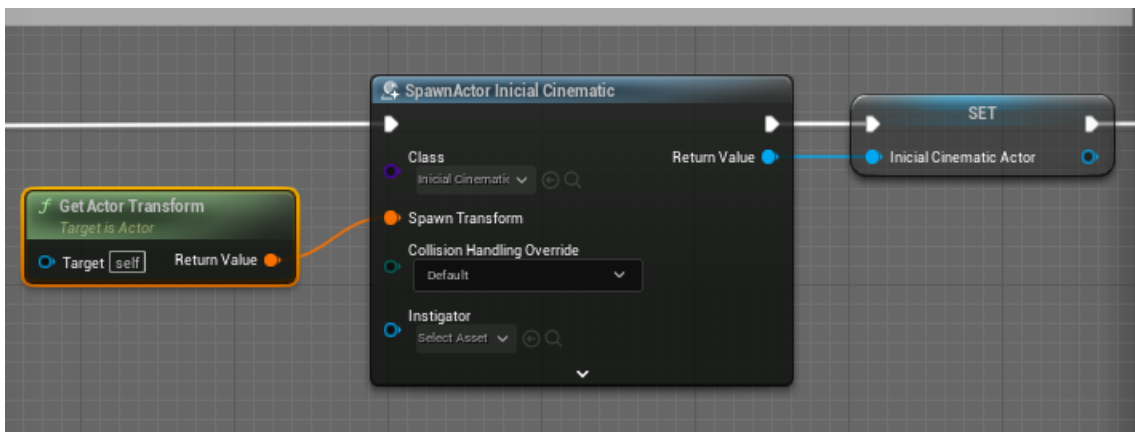 SpawnActor Inicial Cinematic
SET
Class
Return Value
Inicial Cinematic Actor
Inicial Cinematic
f Get Actor Transform
Target is Actor
Spawn Transform
Target self Return Value
Collision Handling Override
Default
Instigator
Select Asset